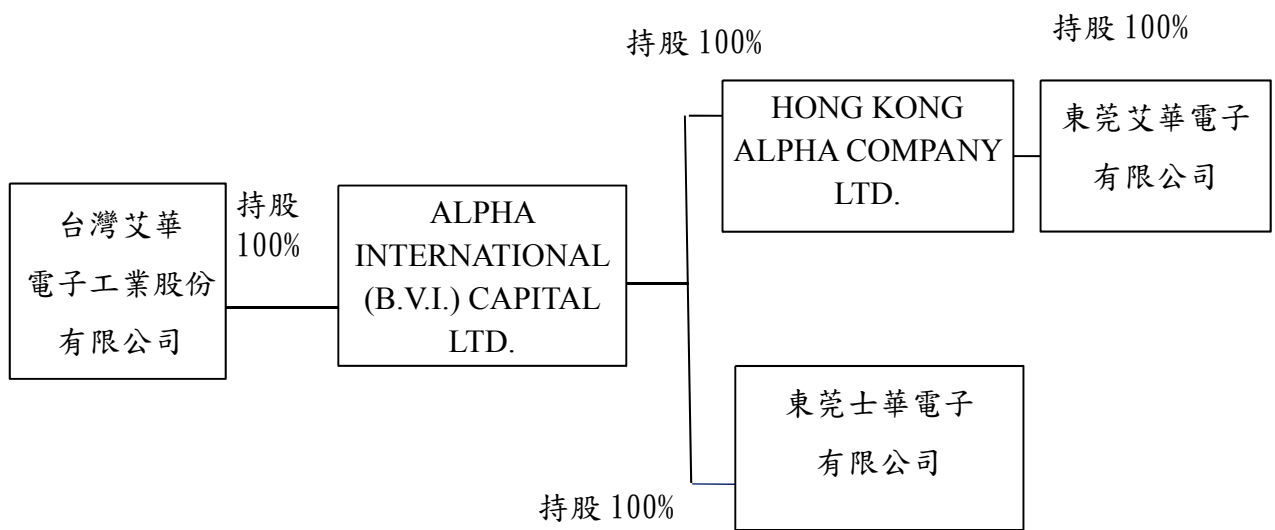 台灣艾華
電子工業股份
有限公司
持股
100%
ALPHA
INTERNATIONAL
(B.V.I.) CAPITAL
LTD.
持股 100%
HONG KONG
ALPHA COMPANY
LTD.
持股 100%
東莞艾華電子
有限公司
持股 100%
東莞士華電子
有限公司